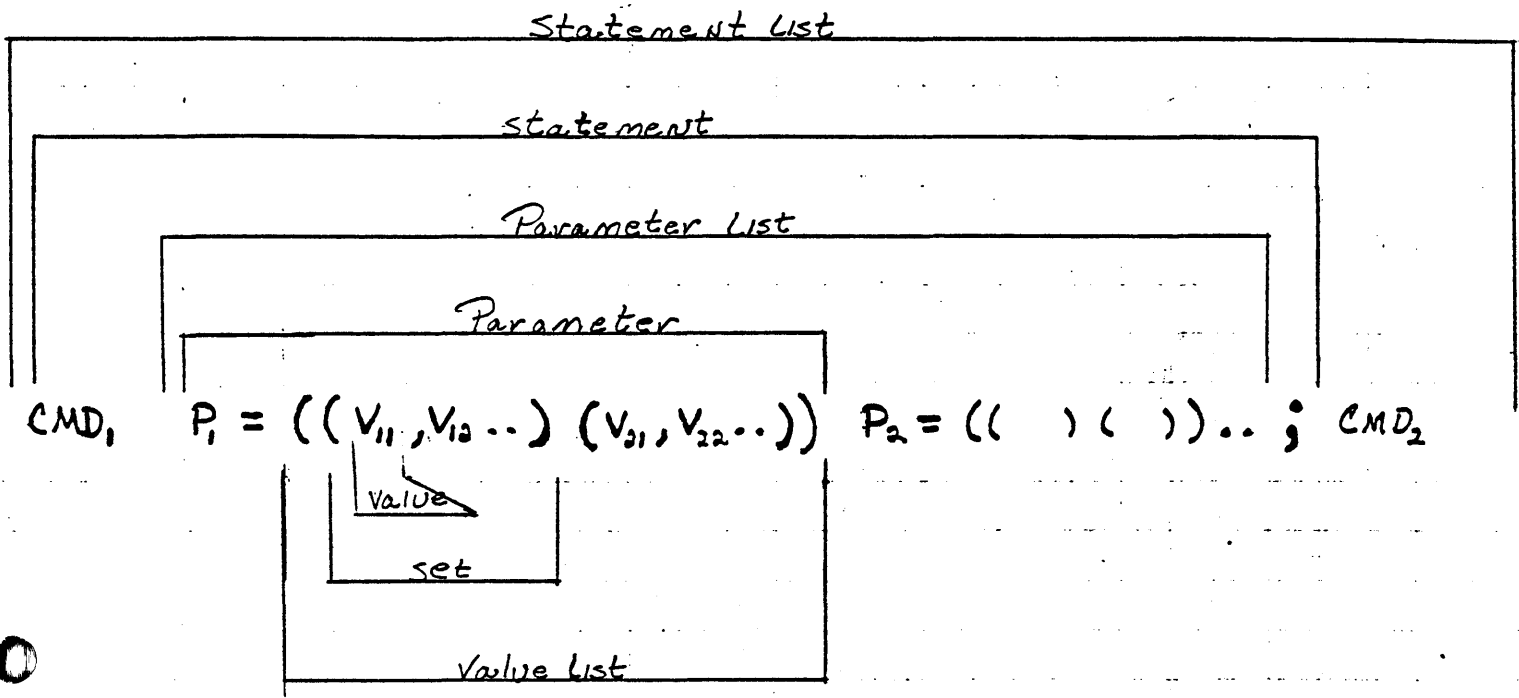 Statement List
statement
Parameter List
Parameter
CMD₁ P₁ = ((V₁₁,V₁₂..) (V₂₁,V₂₂..)) P₂ = (( ) ( ))..; CMD₂
Value
set
Value List